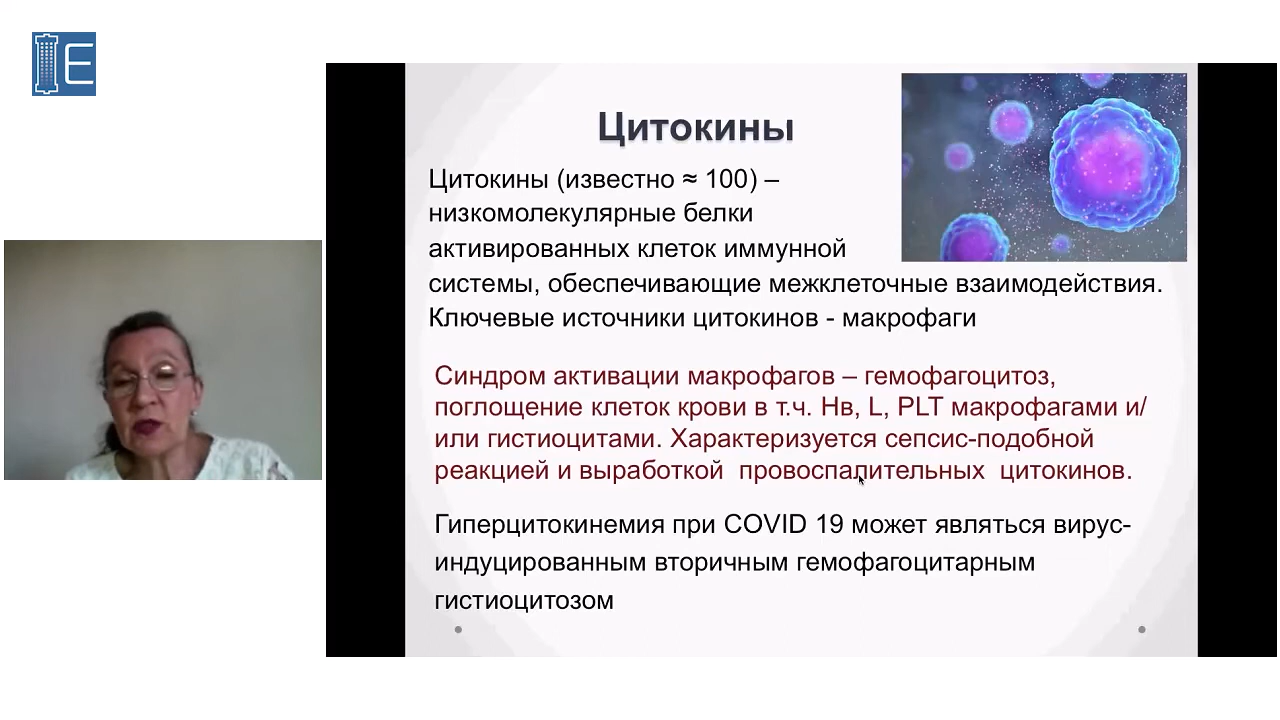 E
Цитокины
Цитокины (известно ≈ 100) –
низкомолекулярные белки
активированных клеток иммунной
системы, обеспечивающие межклеточные взаимодействия.
Ключевые источники цитокинов - макрофаги
Синдром активации макрофагов – гемофагоцитоз,
поглощение клеток крови в т.ч. Нв, L, PLT макрофагами и/
или гистиоцитами. Характеризуется сепсис-подобной
реакцией и выработкой провоспалительных цитокинов.
Гиперцитокинемия при COVID 19 может являться вирус-
индуцированным вторичным гемофагоцитарным
гистиоцитозом